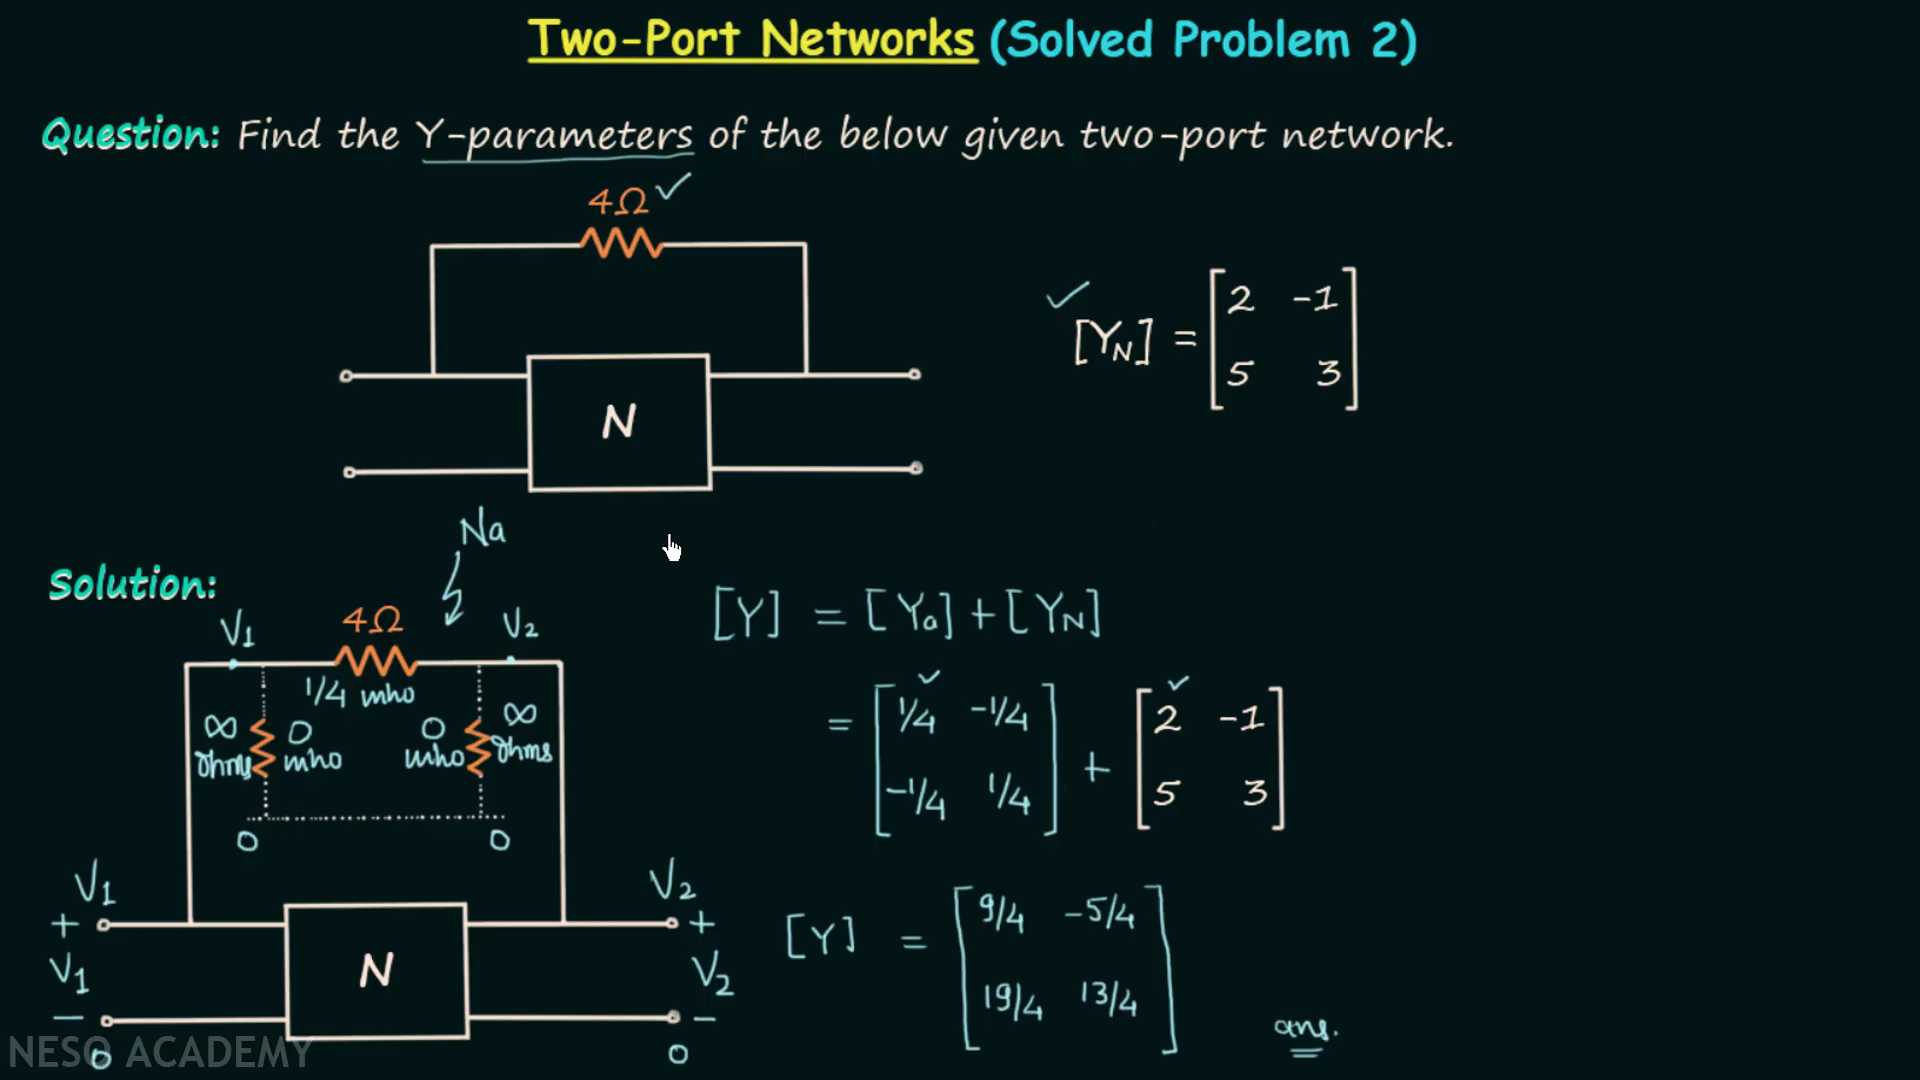 Two-Port Networks (Solved Problem 2)
Question: Find the Y-parameters of the below given two-port network.
4Ω ✓
N
✓ [Y_N] = [2 -1
5 3]
Na
Solution:
V1 4Ω V2
1/4 mho
∞ ohms 0 mho 0 mho ∞ ohms
0 0
V1 V2
+ +
V1 N V2
- -
0 0
[Y] = [Ya] + [Y_N]
= [1/4 -1/4
-1/4 1/4] + [2 -1
5 3]
[Y] = [9/4 -5/4
19/4 13/4]
ans.
NESO ACADEMY